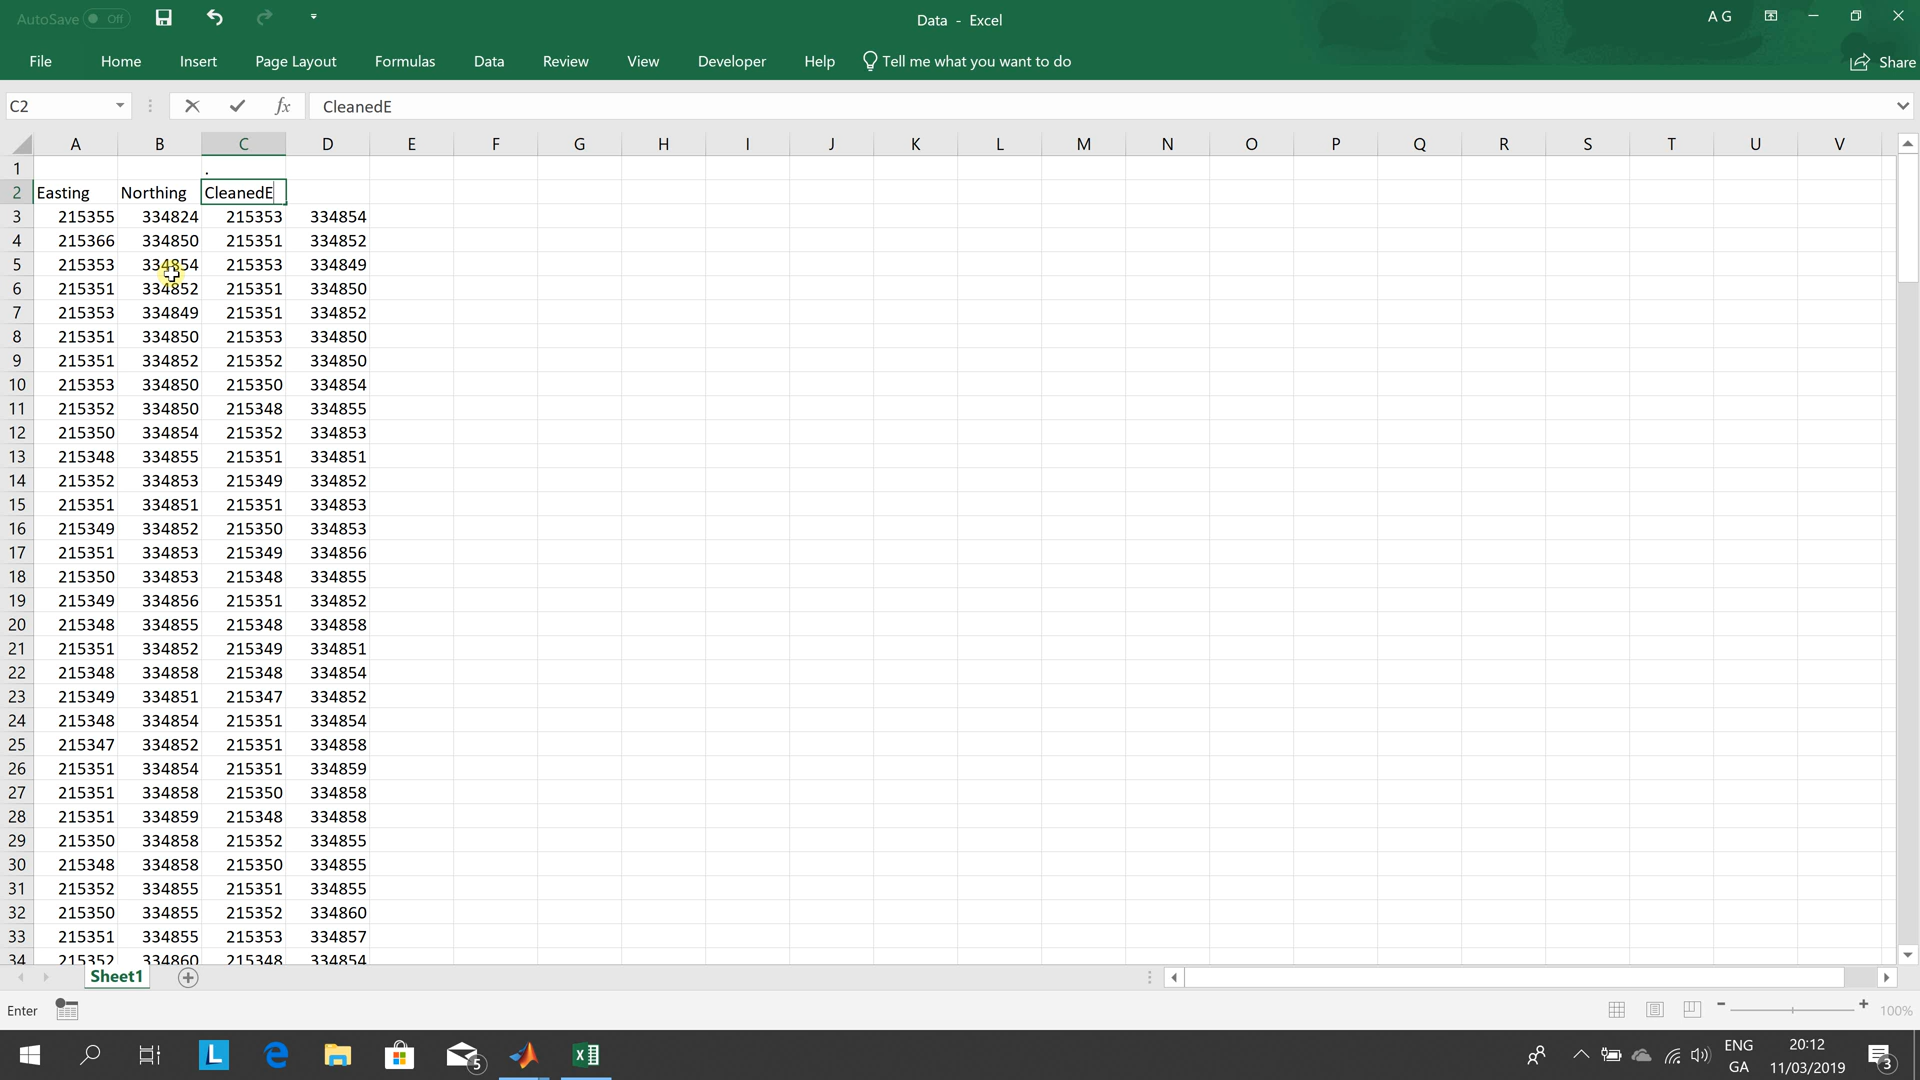 AutoSave Off
Data - Excel
A G
File Home Insert Page Layout Formulas Data Review View Developer Help Tell me what you want to do Share
C2 fx CleanedE
A B C D E F G H I J K L M N O P Q R S T U V
1 .
2 Easting Northing CleanedE
3 215355 334824 215353 334854
4 215366 334850 215351 334852
5 215353 334854 215353 334849
6 215351 334852 215351 334850
7 215353 334849 215351 334852
8 215351 334850 215353 334850
9 215351 334852 215352 334850
10 215353 334850 215350 334854
11 215352 334850 215348 334855
12 215350 334854 215352 334853
13 215348 334855 215351 334851
14 215352 334853 215349 334852
15 215351 334851 215351 334853
16 215349 334852 215350 334853
17 215351 334853 215349 334856
18 215350 334853 215348 334855
19 215349 334856 215351 334852
20 215348 334855 215348 334858
21 215351 334852 215349 334851
22 215348 334858 215348 334854
23 215349 334851 215347 334852
24 215348 334854 215351 334854
25 215347 334852 215351 334858
26 215351 334854 215351 334859
27 215351 334858 215350 334858
28 215351 334859 215348 334858
29 215350 334858 215352 334855
30 215348 334858 215350 334855
31 215352 334855 215351 334855
32 215350 334855 215352 334860
33 215351 334855 215353 334857
34 215352 334860 215348 334854
Sheet1
Enter 100%
L 5 ENG 20:12
GA 11/03/2019 3